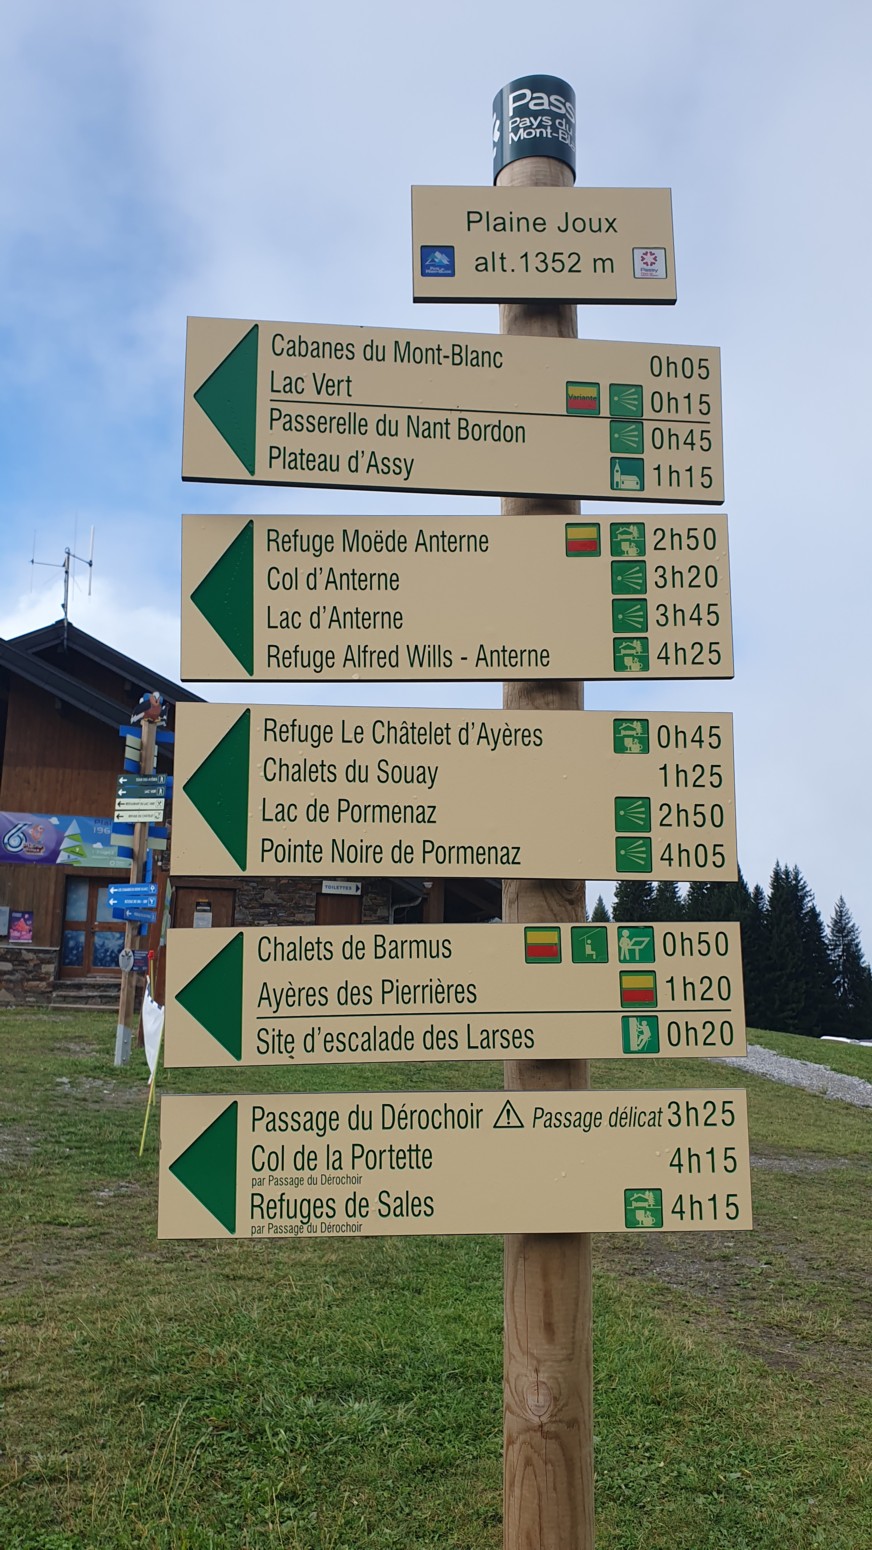 Pass
Pays du
Mont-Bl
Plaine Joux
alt.1352 m
Passy
Cabanes du Mont-Blanc 0h05
Lac Vert Variante 0h15
Passerelle du Nant Bordon 0h45
Plateau d'Assy 1h15
Refuge Moëde Anterne 2h50
Col d'Anterne 3h20
Lac d'Anterne 3h45
Refuge Alfred Wills - Anterne 4h25
Refuge Le Châtelet d'Ayères 0h45
Chalets du Souay 1h25
Lac de Pormenaz 2h50
Pointe Noire de Pormenaz 4h05
TOILETTES
Chalets de Barmus 0h50
Ayères des Pierrières 1h20
Site d'escalade des Larses 0h20
Passage du Dérochoir Passage délicat 3h25
Col de la Portette 4h15
par Passage du Dérochoir
Refuges de Sales 4h15
par Passage du Dérochoir